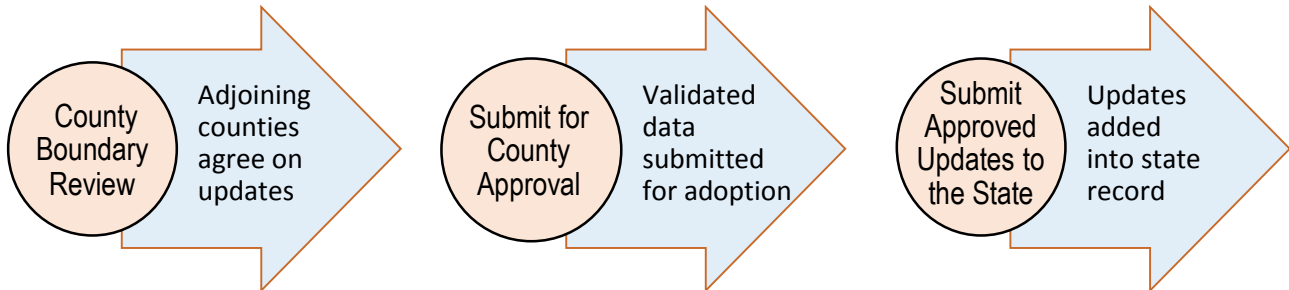 County
Boundary
Review
Adjoining
counties
agree on
updates
Submit for
County
Approval
Validated
data
submitted
for adoption
Submit
Approved
Updates to
the State
Updates
added
into state
record